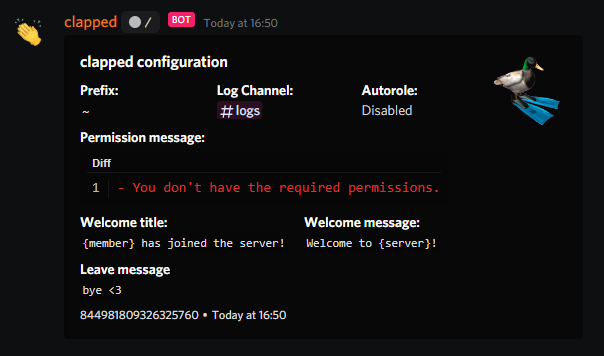 clapped / BOT Today at 16:50
clapped configuration
Prefix: Log Channel: Autorole:
~ #logs Disabled
Permission message:
Diff
1 - You don't have the required permissions.
Welcome title: Welcome message:
{member} has joined the server! Welcome to {server}!
Leave message
bye <3
844981809326325760 • Today at 16:50